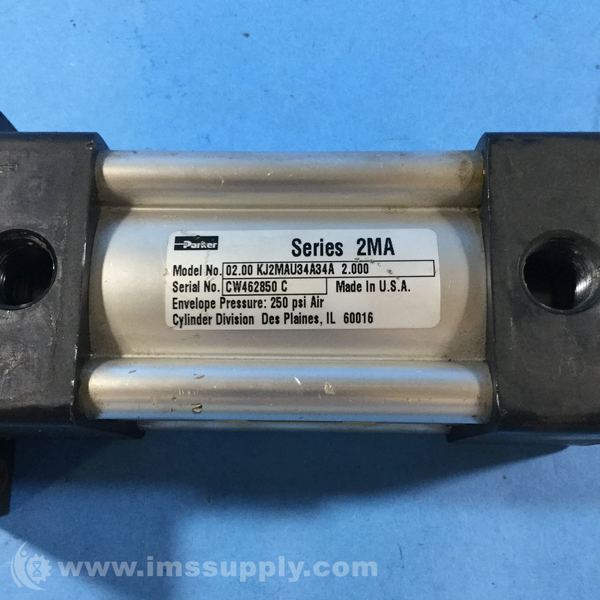 Parker Series 2MA
Model No. 02.00 KJ2MAU34A34A 2.000
Serial No. CW462850 C Made In U.S.A.
Envelope Pressure: 250 psi Air
Cylinder Division Des Plaines, IL 60016
www.imssupply.com